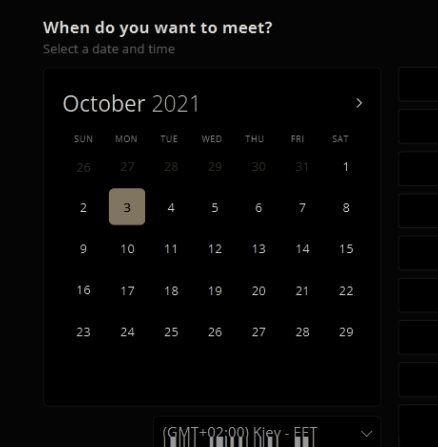 When do you want to meet?
Select a date and time
October 2021
SUN MON TUE WED THU FRI SAT
26 27 28 29 30 31 1
2 3 4 5 6 7 8
9 10 11 12 13 14 15
16 17 18 19 20 21 22
23 24 25 26 27 28 29
(GMT+02:00) Kiev - EET